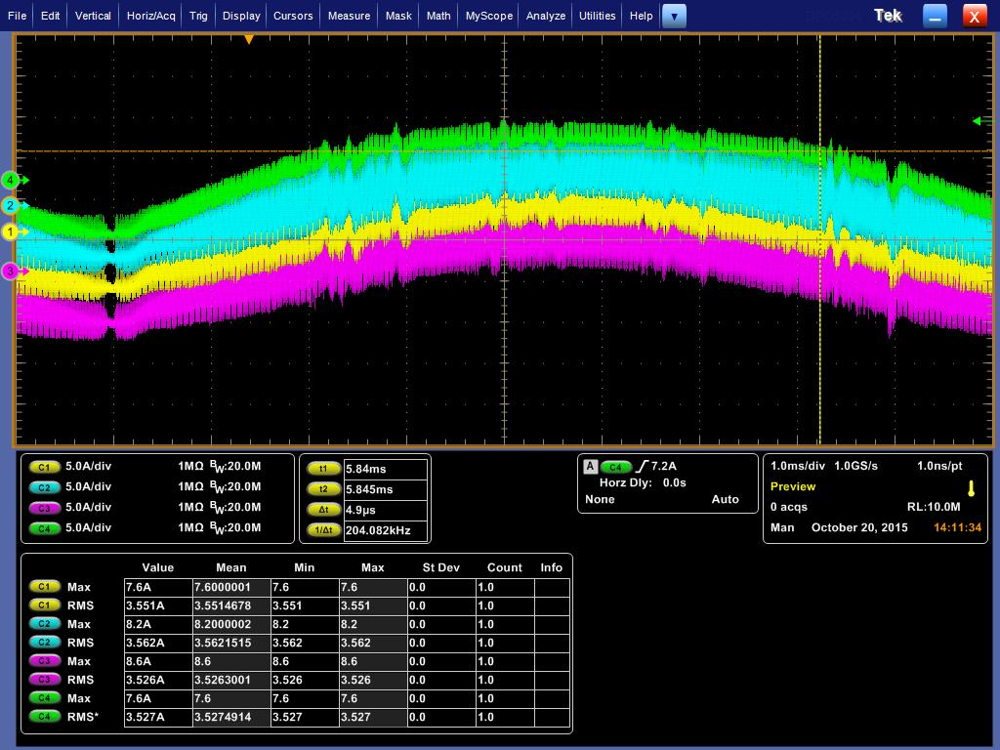 File Edit Vertical Horiz/Acq Trig Display Cursors Measure Mask Math MyScope Analyze Utilities Help Tek X
4
2
1
3
C1 5.0A/div 1MΩ BW:20.0M
C2 5.0A/div 1MΩ BW:20.0M
C3 5.0A/div 1MΩ BW:20.0M
C4 5.0A/div 1MΩ BW:20.0M
t1 5.84ms
t2 5.845ms
Δt 4.9µs
1/Δt 204.082kHz
A C4 7.2A
Horz Dly: 0.0s
None Auto
1.0ms/div 1.0GS/s 1.0ns/pt
Preview
0 acqs RL:10.0M
Man October 20, 2015 14:11:34
Value Mean Min Max St Dev Count Info
C1 Max 7.6A 7.6000001 7.6 7.6 0.0 1.0
C1 RMS 3.551A 3.5514678 3.551 3.551 0.0 1.0
C2 Max 8.2A 8.2000002 8.2 8.2 0.0 1.0
C2 RMS 3.562A 3.5621515 3.562 3.562 0.0 1.0
C3 Max 8.6A 8.6 8.6 8.6 0.0 1.0
C3 RMS 3.526A 3.5263001 3.526 3.526 0.0 1.0
C4 Max 7.6A 7.6 7.6 7.6 0.0 1.0
C4 RMS* 3.527A 3.5274914 3.527 3.527 0.0 1.0